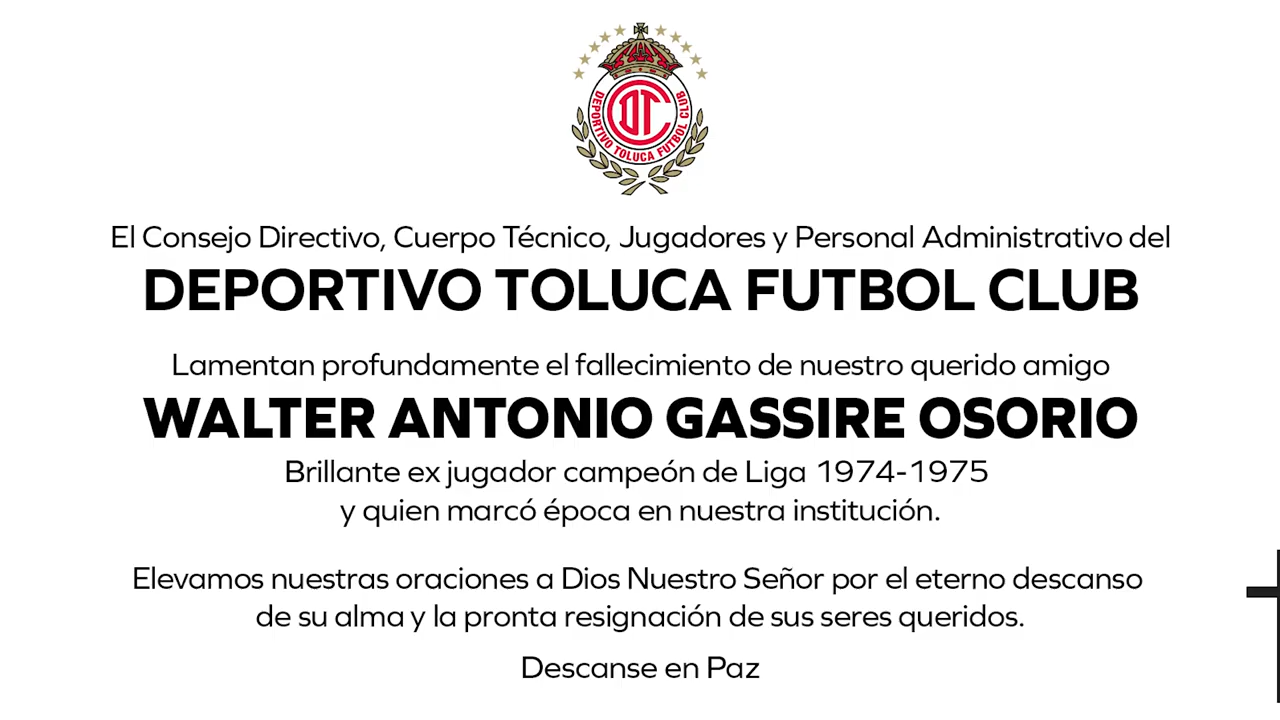 DTC
DEPORTIVO TOLUCA FUTBOL CLUB
El Consejo Directivo, Cuerpo Técnico, Jugadores y Personal Administrativo del
DEPORTIVO TOLUCA FUTBOL CLUB
Lamentan profundamente el fallecimiento de nuestro querido amigo
WALTER ANTONIO GASSIRE OSORIO
Brillante ex jugador campeón de Liga 1974-1975
y quien marcó época en nuestra institución.
Elevamos nuestras oraciones a Dios Nuestro Señor por el eterno descanso
de su alma y la pronta resignación de sus seres queridos.
Descanse en Paz